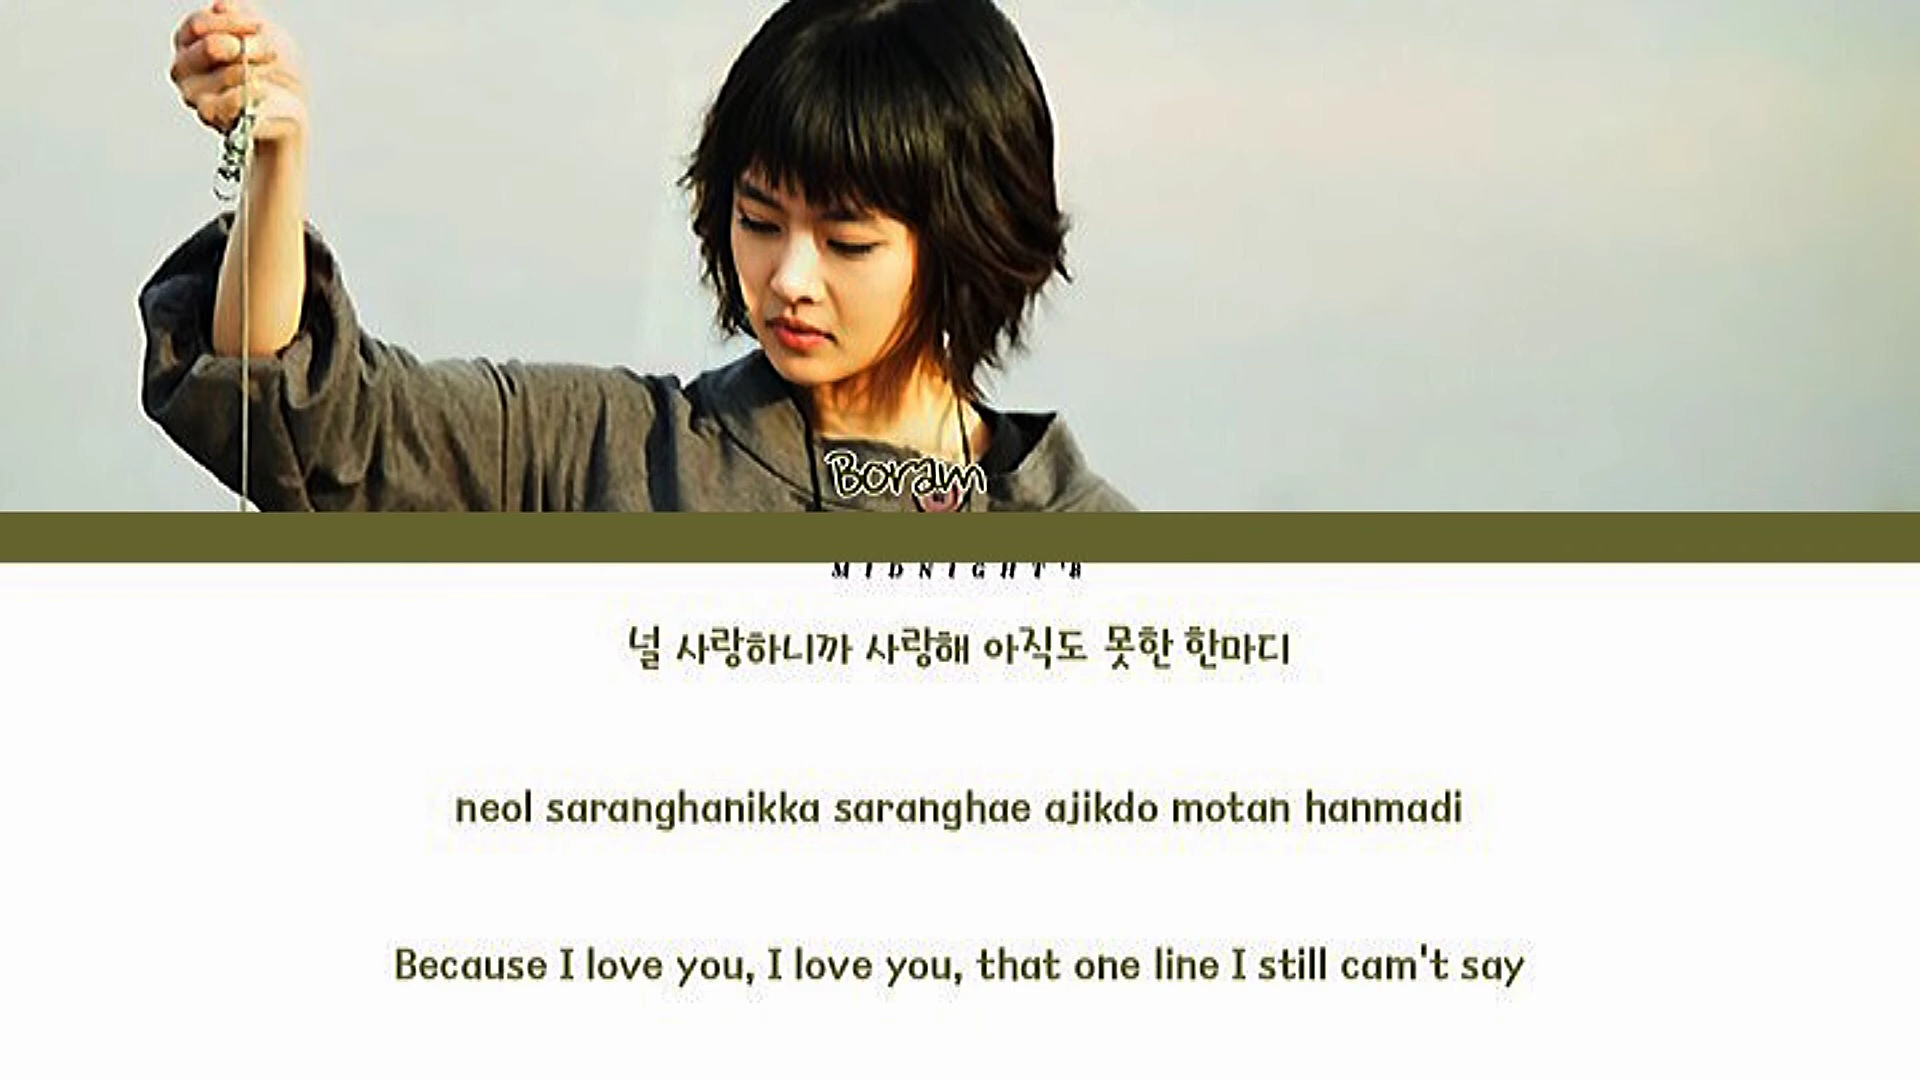 Boram
MIDNIGHT'B
널 사랑하니까 사랑해 아직도 못한 한마디
neol saranghanikka saranghae ajikdo motan hanmadi
Because I love you, I love you, that one line I still cam't say